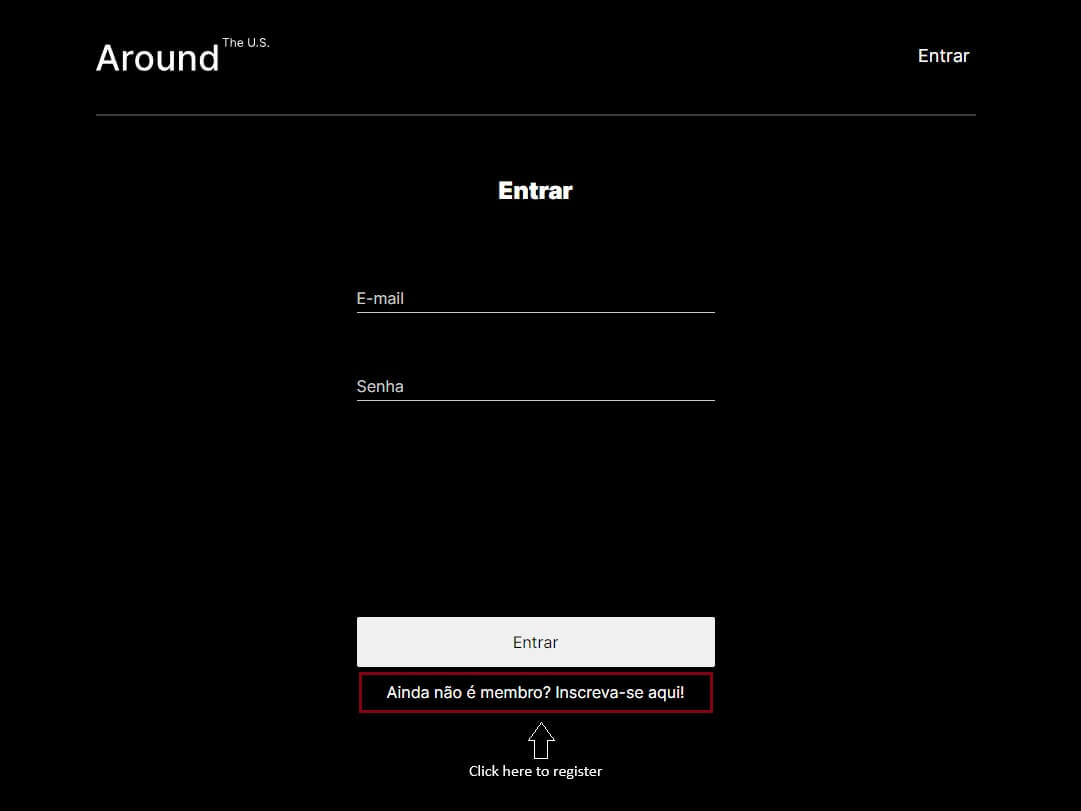 Around The U.S.
Entrar
Entrar
E-mail
Senha
Entrar
Ainda não é membro? Inscreva-se aqui!
Click here to register